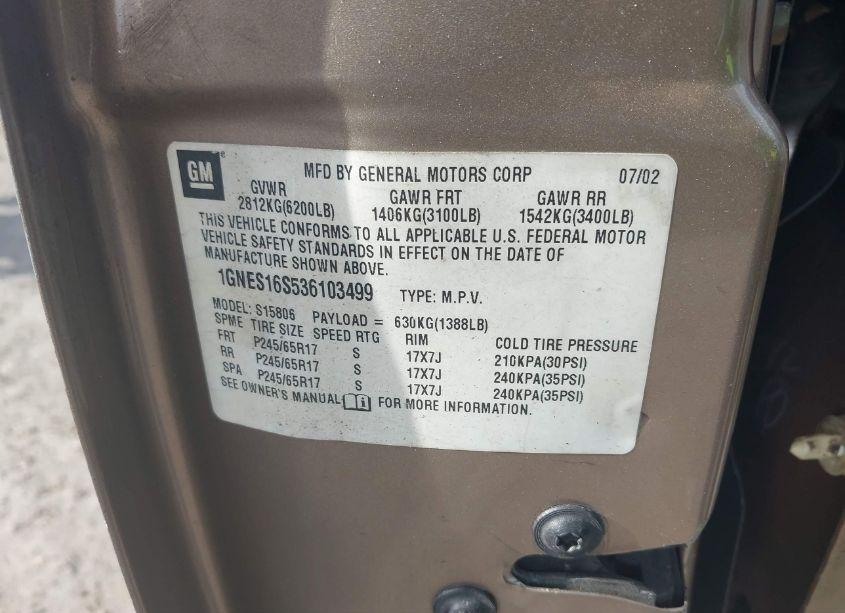 GM MFD BY GENERAL MOTORS CORP 07/02
GVWR GAWR FRT GAWR RR
2812KG(6200LB) 1406KG(3100LB) 1542KG(3400LB)
THIS VEHICLE CONFORMS TO ALL APPLICABLE U.S. FEDERAL MOTOR
VEHICLE SAFETY STANDARDS IN EFFECT ON THE DATE OF
MANUFACTURE SHOWN ABOVE.
1GNES16S536103499 TYPE: M.P.V.
MODEL: S15806 PAYLOAD = 630KG(1388LB)
SPME TIRE SIZE SPEED RTG RIM COLD TIRE PRESSURE
FRT P245/65R17 S 17X7J 210KPA(30PSI)
RR P245/65R17 S 17X7J 240KPA(35PSI)
SPA P245/65R17 S 17X7J 240KPA(35PSI)
SEE OWNER'S MANUAL FOR MORE INFORMATION.